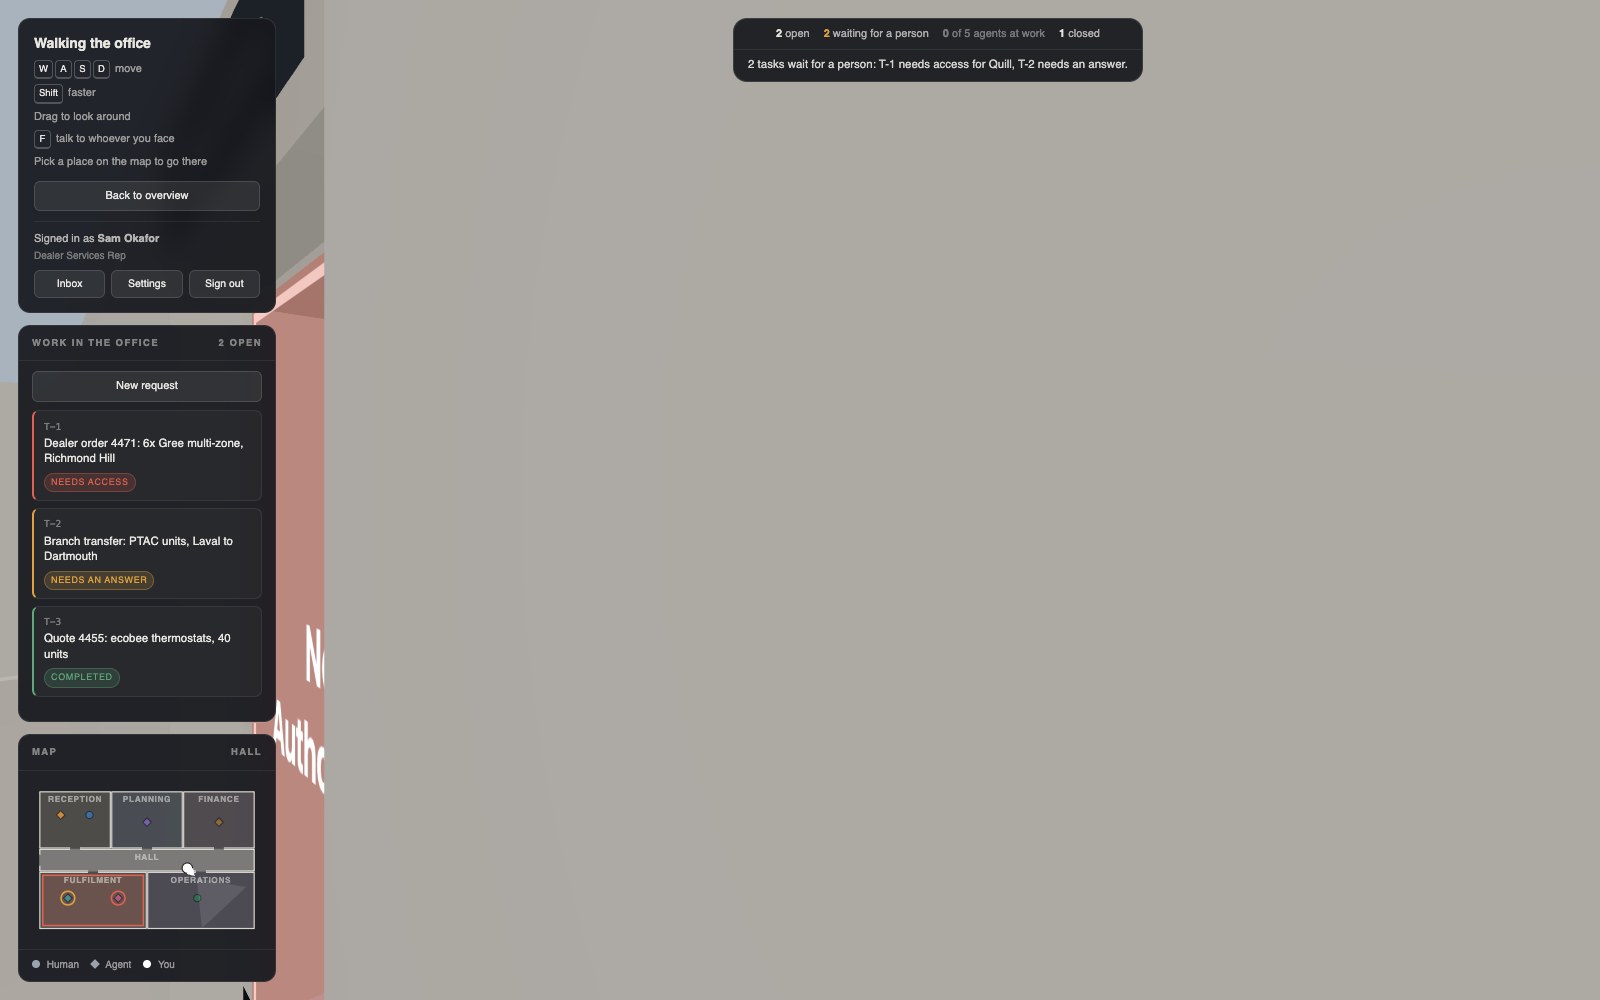 Walking the office
W A S D move
Shift faster
Drag to look around
F talk to whoever you face
Pick a place on the map to go there
Back to overview
Signed in as Sam Okafor
Dealer Services Rep
Inbox Settings Sign out
WORK IN THE OFFICE 2 OPEN
New request
T-1
Dealer order 4471: 6x Gree multi-zone,
Richmond Hill
NEEDS ACCESS
T-2
Branch transfer: PTAC units, Laval to
Dartmouth
NEEDS AN ANSWER
T-3
Quote 4455: ecobee thermostats, 40
units
COMPLETED
MAP HALL
RECEPTION PLANNING FINANCE
HALL
FULFILMENT OPERATIONS
Human Agent You
2 open 2 waiting for a person 0 of 5 agents at work 1 closed
2 tasks wait for a person: T-1 needs access for Quill, T-2 needs an answer.